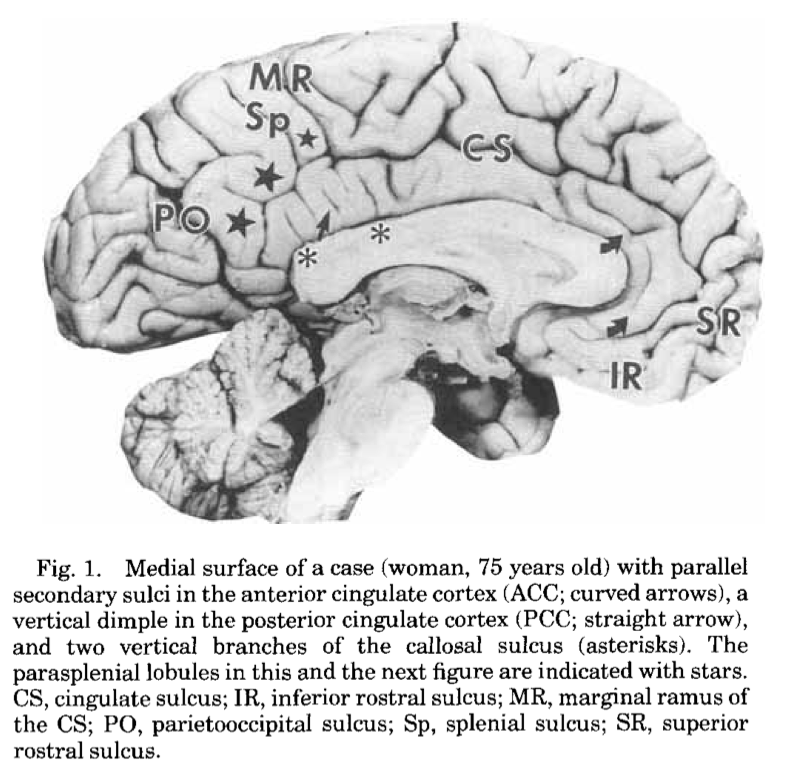 MR
Sp
CS
PO
*
*
SR
IR
Fig. 1. Medial surface of a case (woman, 75 years old) with parallel
secondary sulci in the anterior cingulate cortex (ACC; curved arrows), a
vertical dimple in the posterior cingulate cortex (PCC; straight arrow),
and two vertical branches of the callosal sulcus (asterisks). The
parasplenial lobules in this and the next figure are indicated with stars.
CS, cingulate sulcus; IR, inferior rostral sulcus; MR, marginal ramus of
the CS; PO, parietooccipital sulcus; Sp, splenial sulcus; SR, superior
rostral sulcus.